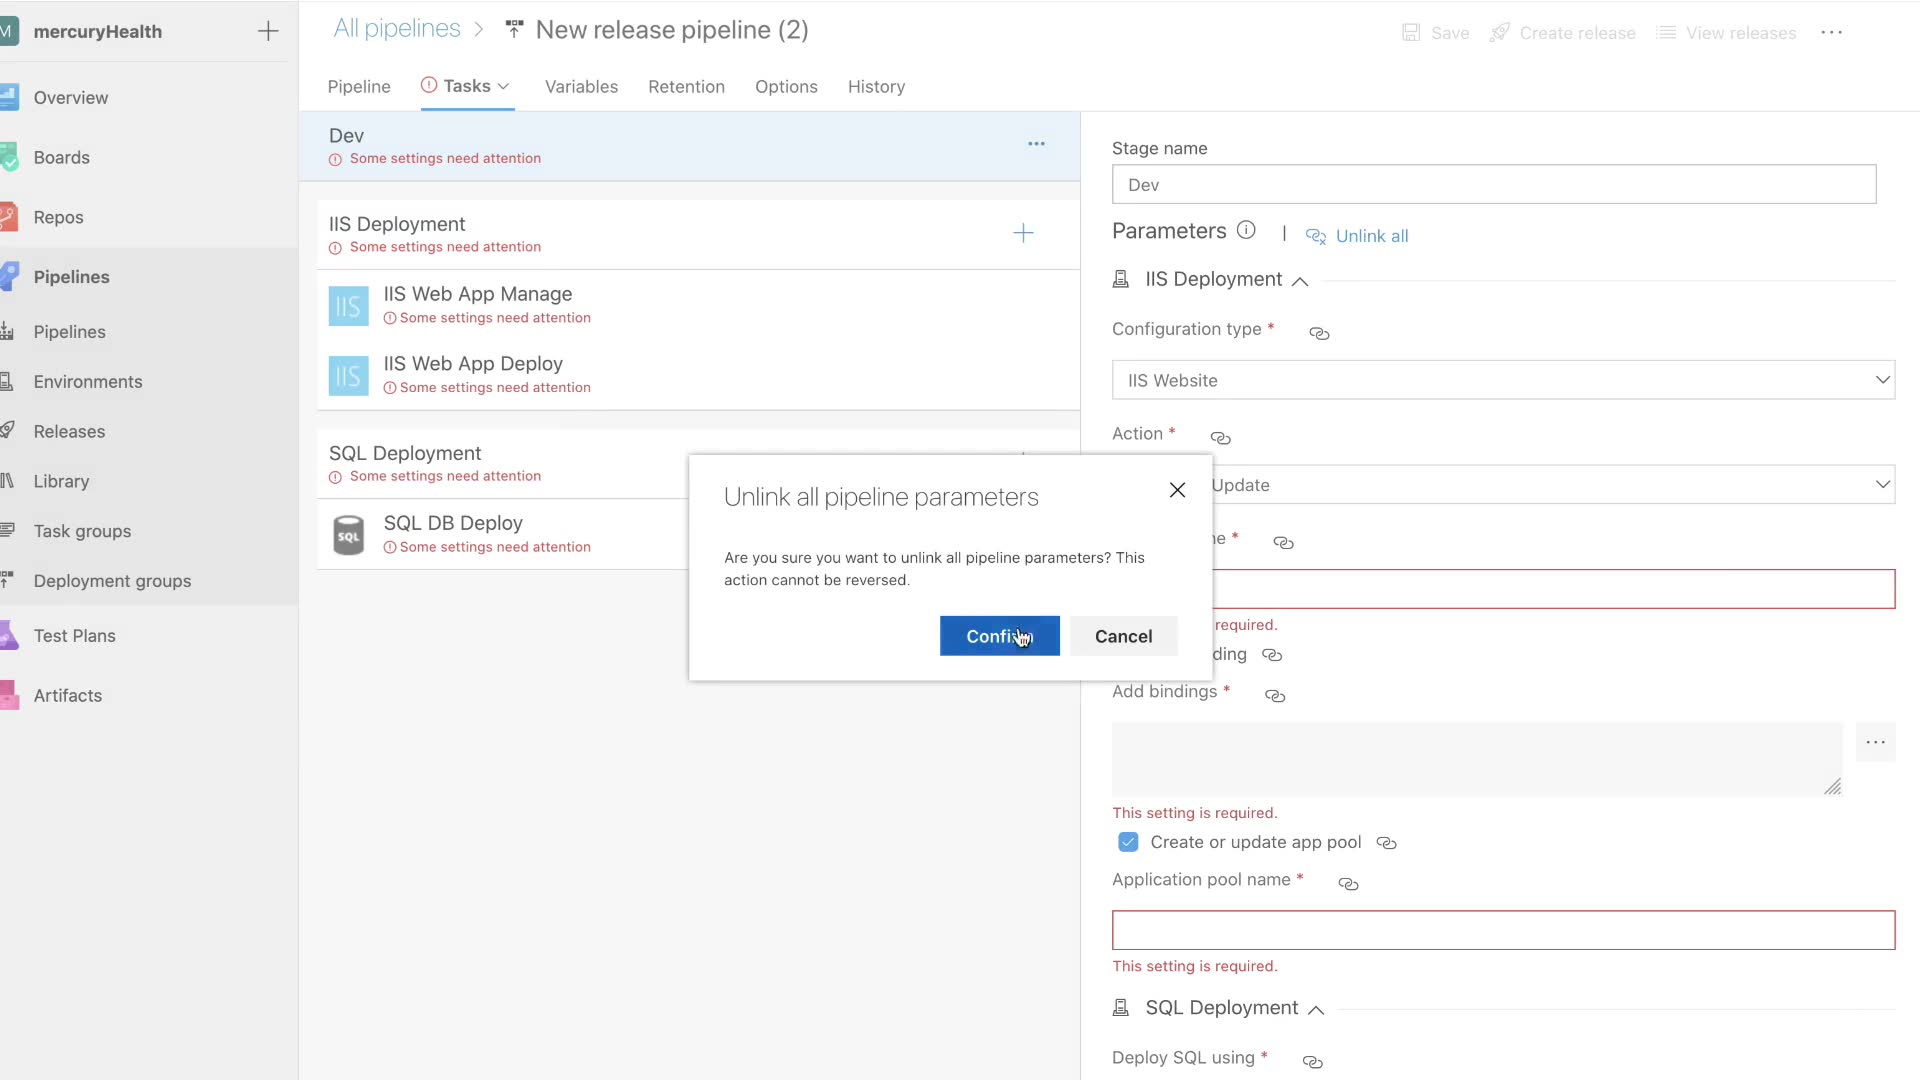 M mercuryHealth
Overview
Boards
Repos
Pipelines
Pipelines
Environments
Releases
Library
Task groups
Deployment groups
Test Plans
Artifacts
All pipelines > New release pipeline (2)
Save Create release View releases ...
Pipeline Tasks Variables Retention Options History
Dev
Some settings need attention
IIS Deployment
Some settings need attention
IIS IIS Web App Manage
Some settings need attention
IIS IIS Web App Deploy
Some settings need attention
SQL Deployment
Some settings need attention
SQL SQL DB Deploy
Some settings need attention
Unlink all pipeline parameters
Are you sure you want to unlink all pipeline parameters? This
action cannot be reversed.
Confirm Cancel
Stage name
Dev
Parameters | Unlink all
IIS Deployment
Configuration type *
IIS Website
Action *
Update
me *
required.
ding
Add bindings *
...
This setting is required.
Create or update app pool
Application pool name *
This setting is required.
SQL Deployment
Deploy SQL using *